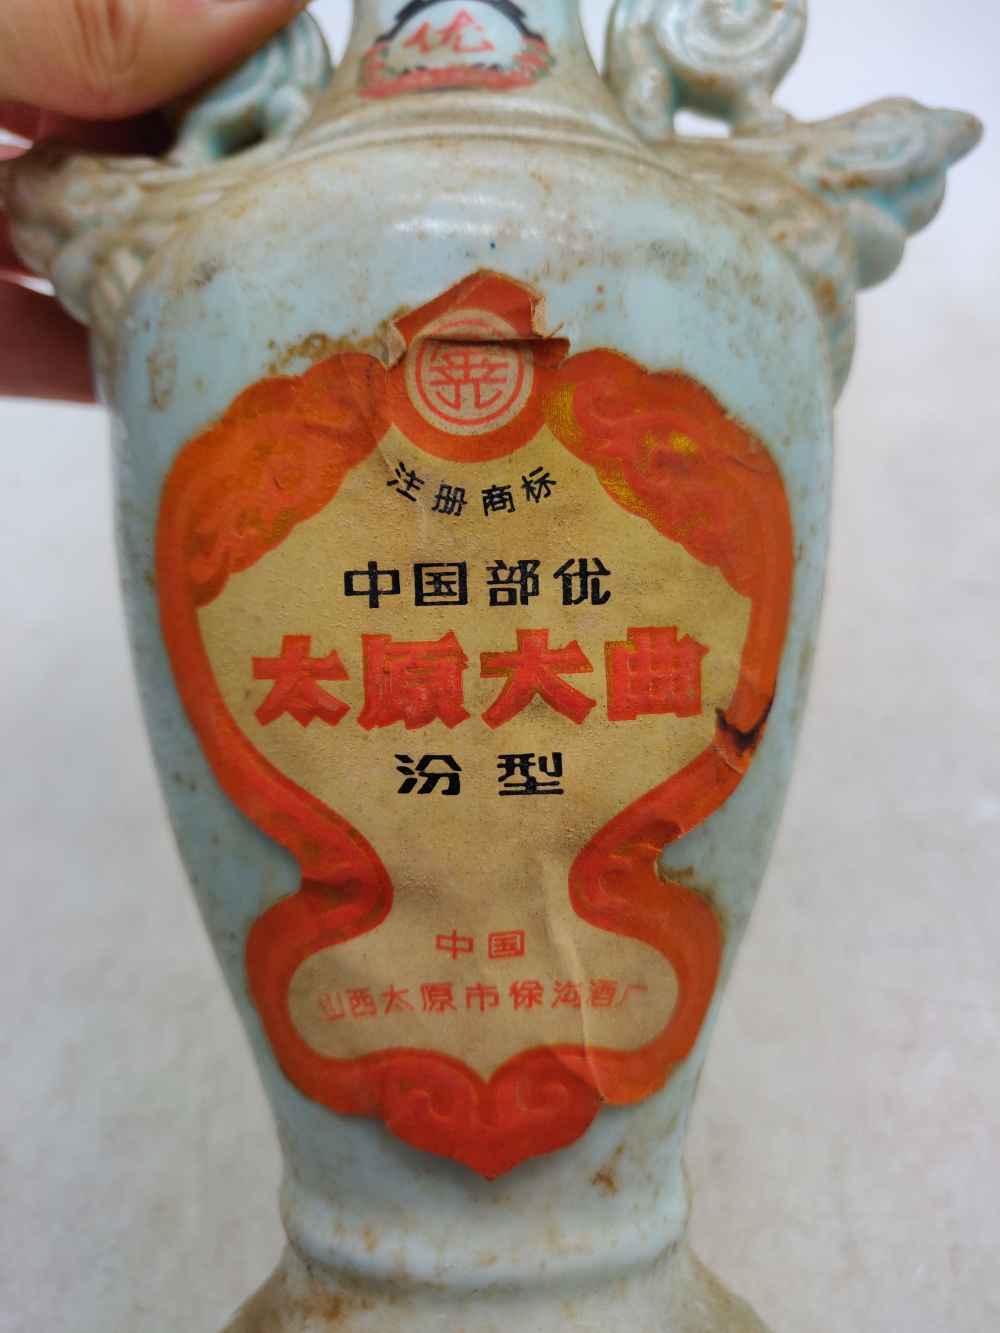 优
注册商标
中国部优
太原大曲
汾型
中国
山西太原市徐沟酒厂